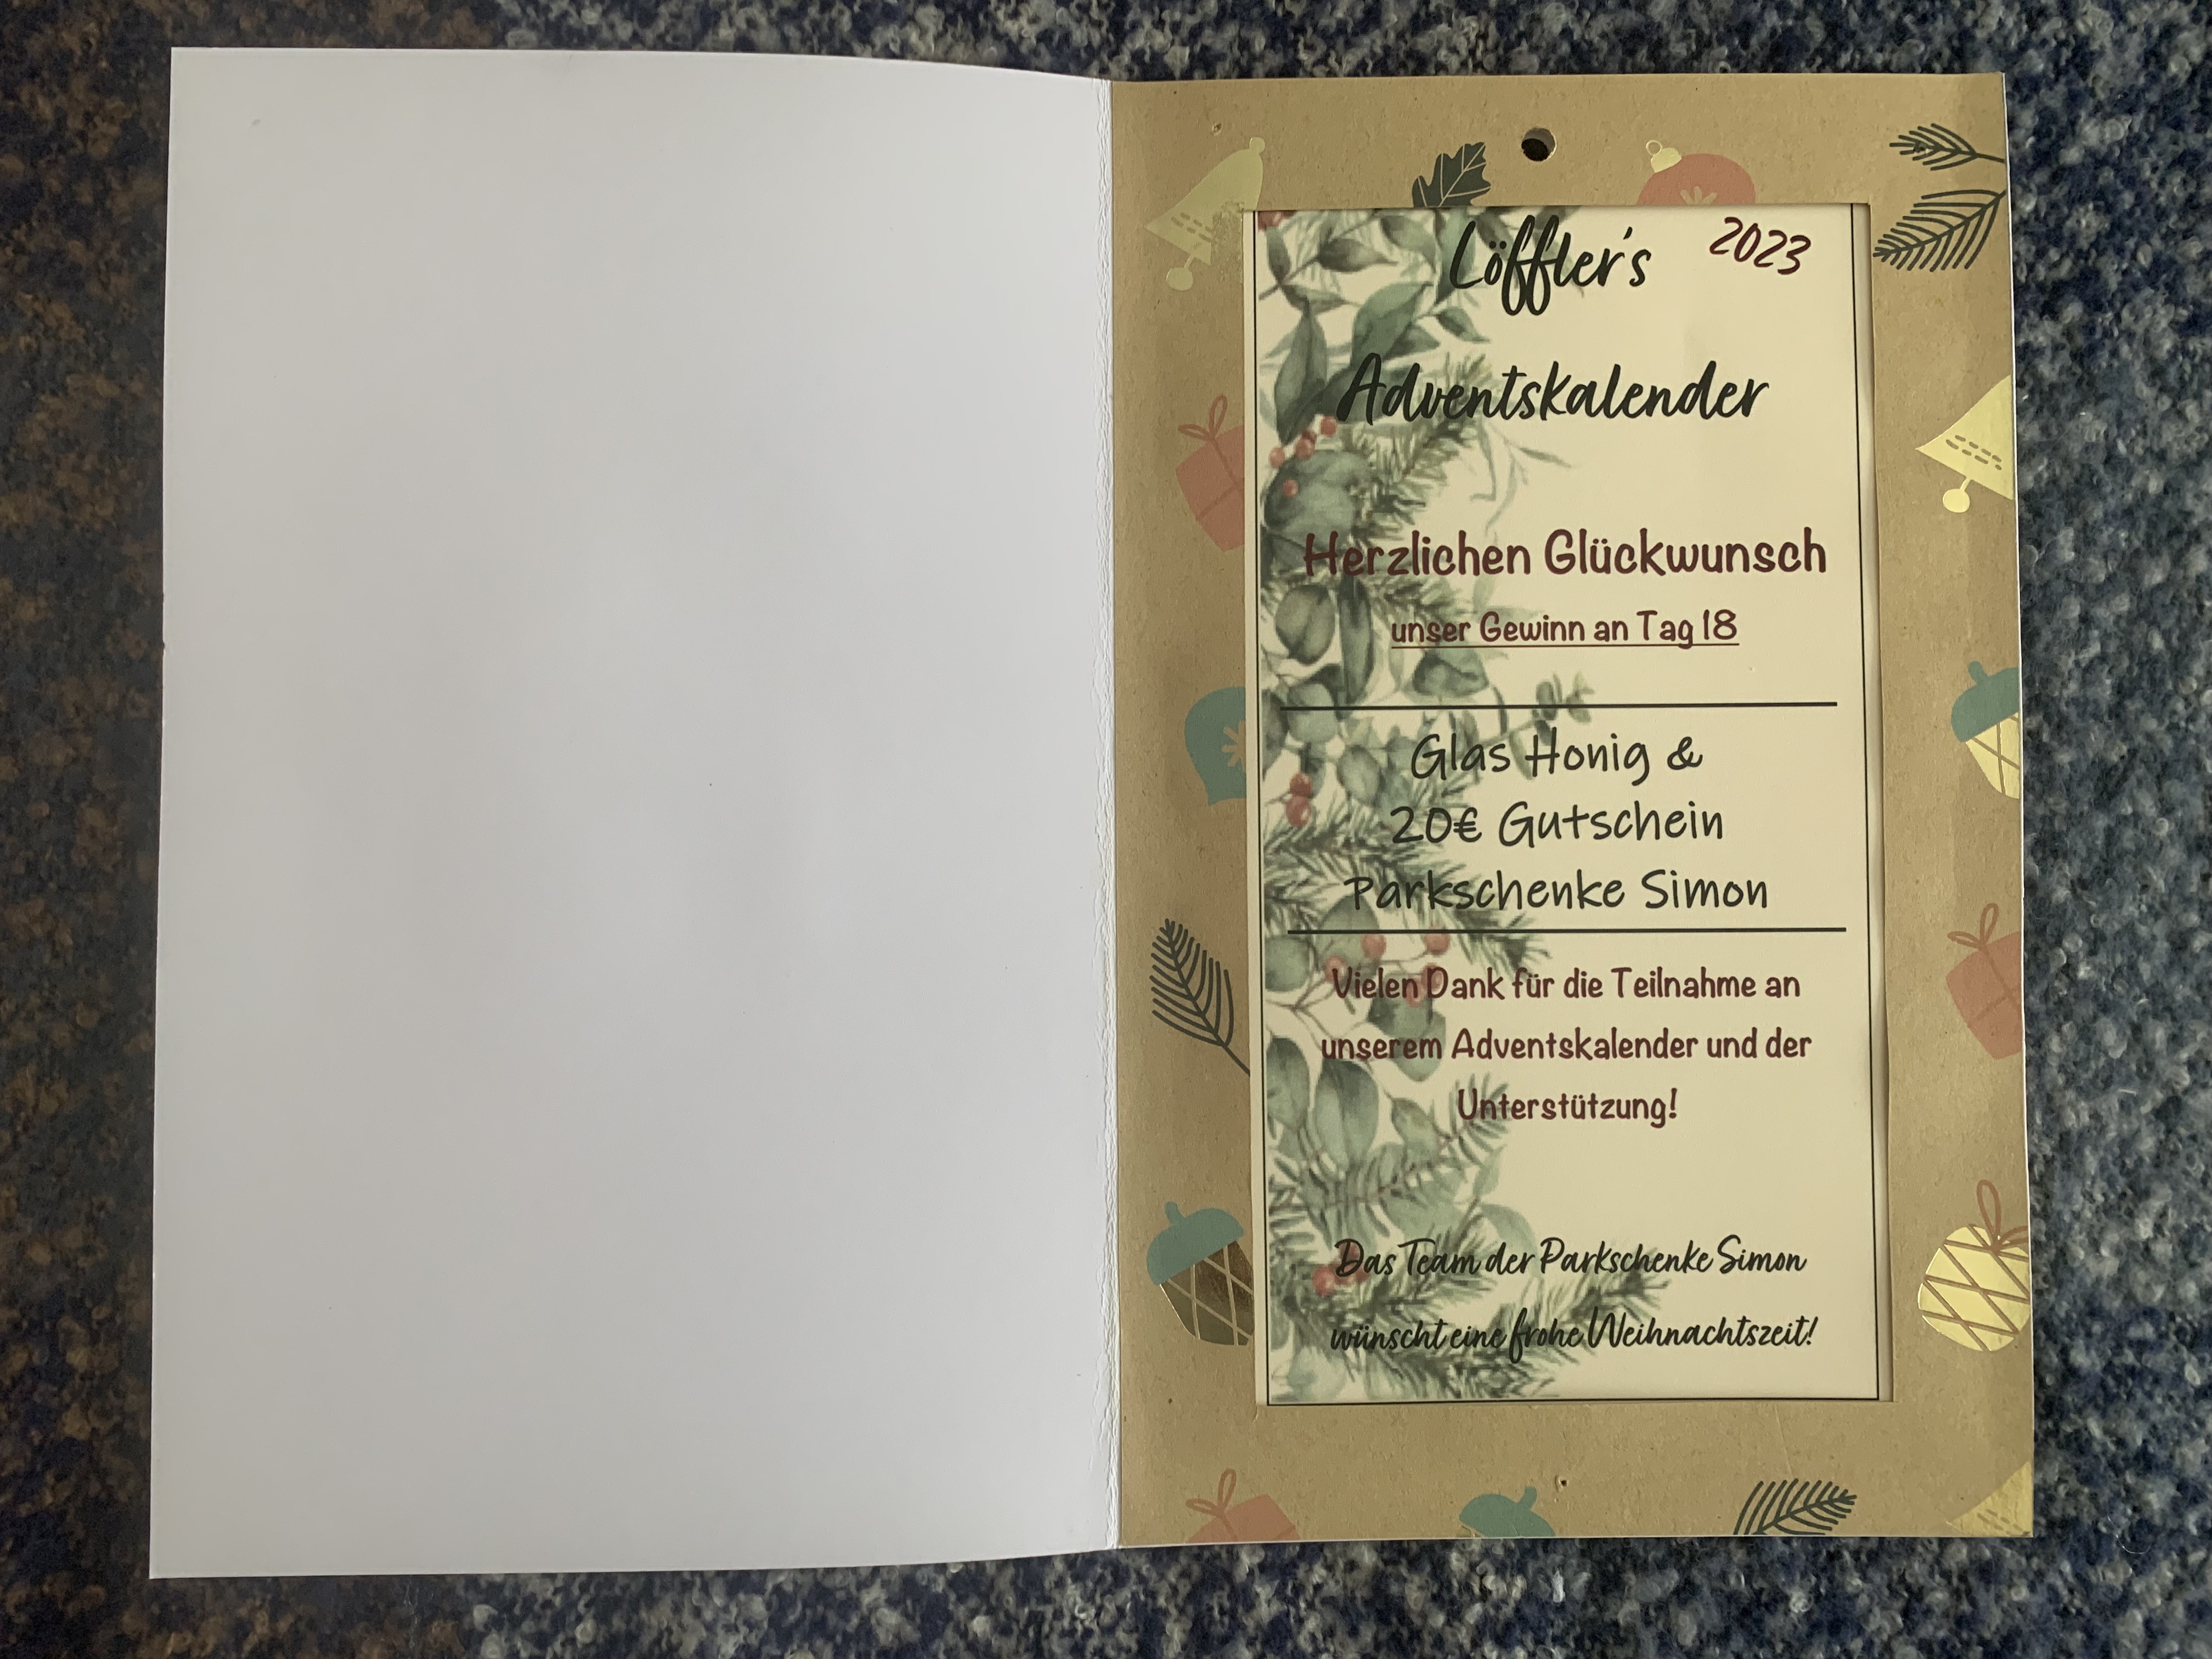 Löffler's 2023
Adventskalender
Herzlichen Glückwunsch
unser Gewinn an Tag 18
Glas Honig &
20€ Gutschein
Parkschenke Simon
Vielen Dank für die Teilnahme an
unserem Adventskalender und der
Unterstützung!
Das Team der Parkschenke Simon
wünscht eine frohe Weihnachtszeit!